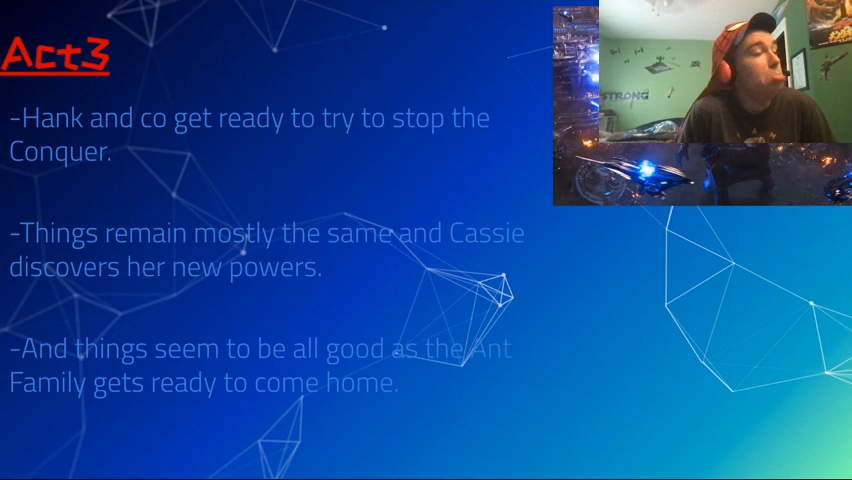 Act3
-Hank and co get ready to try to stop the
Conquer.
-Things remain mostly the same and Cassie
discovers her new powers.
-And things seem to be all good as the Ant
Family gets ready to come home.
STRONG